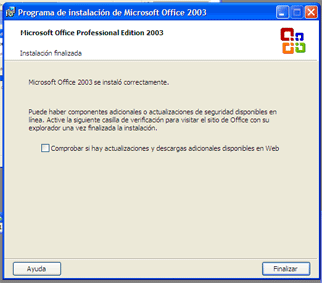 Programa de instalación de Microsoft Office 2003
Microsoft Office Professional Edition 2003
Instalación finalizada
Microsoft Office 2003 se instaló correctamente.
Puede haber componentes adicionales o actualizaciones de seguridad disponibles en
línea. Active la siguiente casilla de verificación para visitar el sitio de Office con su
explorador una vez finalizada la instalación.
Comprobar si hay actualizaciones y descargas adicionales disponibles en Web
Ayuda
Finalizar